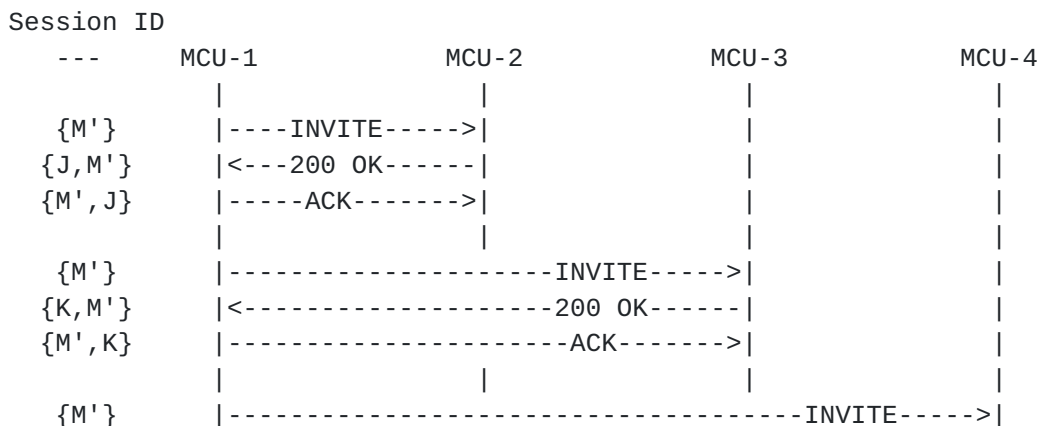 Session ID
   ---     MCU-1            MCU-2            MCU-3           MCU-4
             |                |                |               |
   {M'}      |----INVITE----->|                |               |
  {J,M'}     |<---200 OK------|                |               |
  {M',J}     |-----ACK------->|                |               |
             |                |                |               |
   {M'}      |---------------------INVITE----->|               |
  {K,M'}     |<--------------------200 OK------|               |
  {M',K}     |----------------------ACK------->|               |
             |                |                |               |
   {M'}      |-------------------------------------INVITE----->|